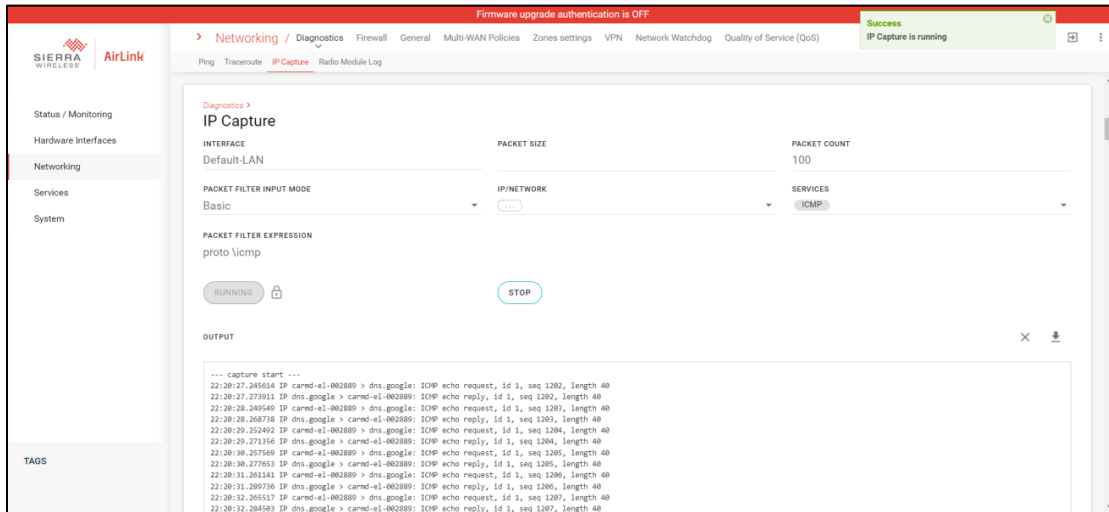 Firmware upgrade authentication is OFF
Success
IP Capture is running
SIERRA
WIRELESS
AirLink
Networking / Diagnostics Firewall General Multi-WAN Policies Zones settings VPN Network Watchdog Quality of Service (QoS)
Ping Traceroute IP Capture Radio Module Log
Status / Monitoring
Hardware Interfaces
Networking
Services
System
TAGS
Diagnostics >
IP Capture
INTERFACE PACKET SIZE PACKET COUNT
Default-LAN 100
PACKET FILTER INPUT MODE IP/NETWORK SERVICES
Basic ... ICMP
PACKET FILTER EXPRESSION
proto \icmp
RUNNING STOP
OUTPUT
--- capture start ---
22:20:27.245614 IP carmd-el-002889 > dns.google: ICMP echo request, id 1, seq 1202, length 40
22:20:27.273911 IP dns.google > carmd-el-002889: ICMP echo reply, id 1, seq 1202, length 40
22:20:28.249549 IP carmd-el-002889 > dns.google: ICMP echo request, id 1, seq 1203, length 40
22:20:28.268738 IP dns.google > carmd-el-002889: ICMP echo reply, id 1, seq 1203, length 40
22:20:29.252492 IP carmd-el-002889 > dns.google: ICMP echo request, id 1, seq 1204, length 40
22:20:29.271356 IP dns.google > carmd-el-002889: ICMP echo reply, id 1, seq 1204, length 40
22:20:30.257569 IP carmd-el-002889 > dns.google: ICMP echo request, id 1, seq 1205, length 40
22:20:30.277653 IP dns.google > carmd-el-002889: ICMP echo reply, id 1, seq 1205, length 40
22:20:31.261141 IP carmd-el-002889 > dns.google: ICMP echo request, id 1, seq 1206, length 40
22:20:31.289736 IP dns.google > carmd-el-002889: ICMP echo reply, id 1, seq 1206, length 40
22:20:32.265517 IP carmd-el-002889 > dns.google: ICMP echo request, id 1, seq 1207, length 40
22:20:32.284503 IP dns.google > carmd-el-002889: ICMP echo reply, id 1, seq 1207, length 40